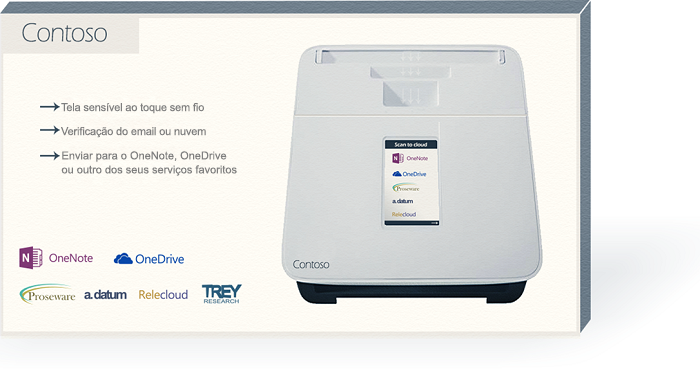 Contoso
Tela sensível ao toque sem fio
Verificação do email ou nuvem
Enviar para o OneNote, OneDrive
ou outro dos seus serviços favoritos
N OneNote
OneDrive
Proseware
a.datum
Relecloud
TREY
RESEARCH
Scan to cloud
N OneNote
OneDrive
Proseware
a.datum
Relecloud
Contoso